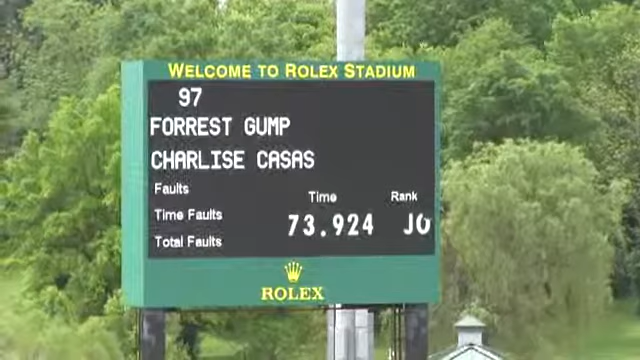 WELCOME TO ROLEX STADIUM
97
FORREST GUMP
CHARLISE CASAS
Faults
Time Rank
Time Faults
73.924 JO
Total Faults
ROLEX